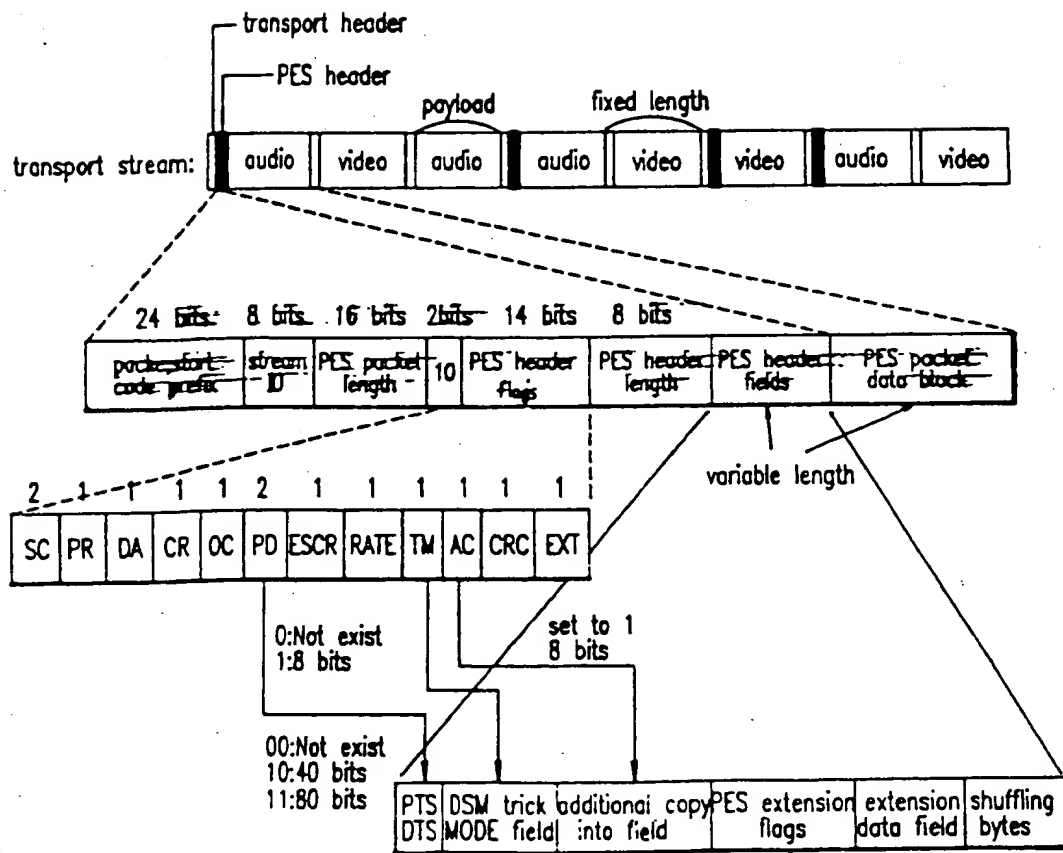 transport header
PES header
payload
fixed length
transport stream:
audio
video
audio
audio
video
video
audio
video
24 bits
8 bits
16 bits
2bits
14 bits
8 bits
packe,start
code prefix
stream
ID
PES packet
length
10
PES header
flags
PES header
length
PES header
fields
PES packet
data block
variable length
2 1 1 1 1 2 1 1 1 1 1 1
SC PR DA CR OC PD ESCR RATE TM AC CRC EXT
0:Not exist
1:8 bits
set to 1
8 bits
00:Not exist
10:40 bits
11:80 bits
PTS
DTS
DSM trick
MODE field
additional copy
into field
PES extension
flags
extension
data field
shuffling
bytes